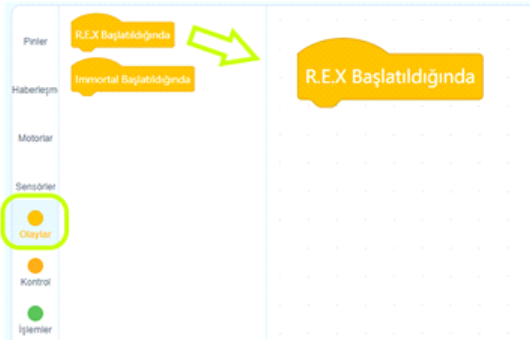 Pinler
Haberleşm
Motorlar
Sensörler
Olaylar
Kontrol
İşlemler
R.E.X Başlatıldığında
Immortal Başlatıldığında
R.E.X Başlatıldığında